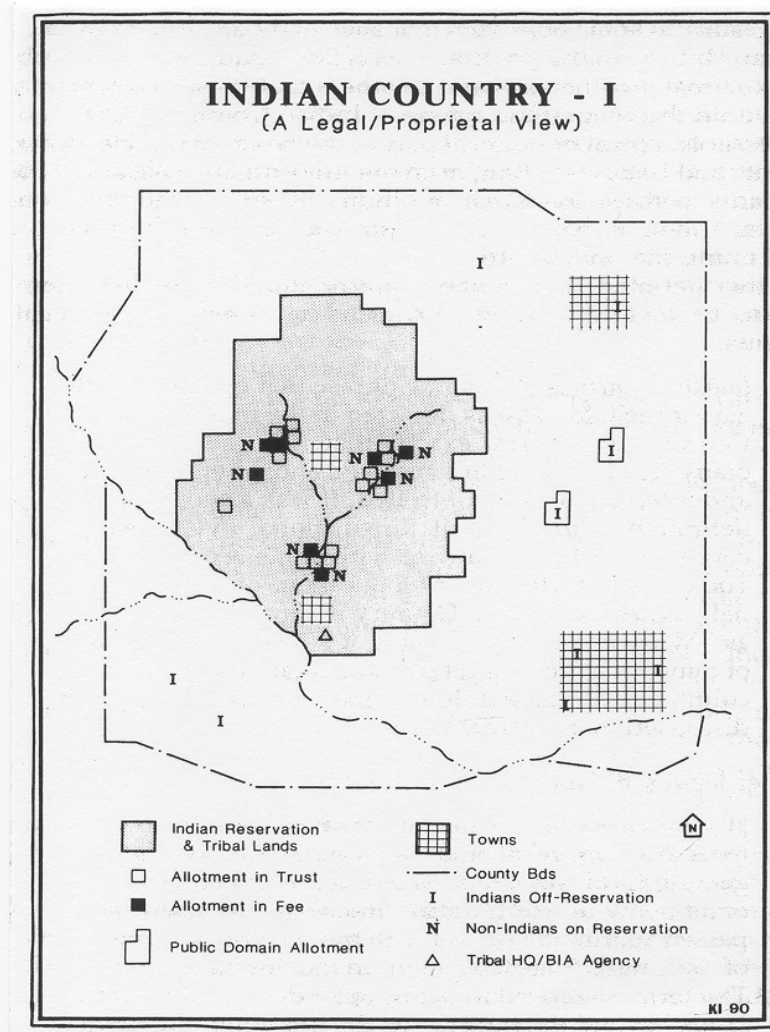 INDIAN COUNTRY - I
(A Legal/Proprietal View)
I
I
N
N
N
I
N
N
I
N
N
I
I
I
I
I
I
Indian Reservation
& Tribal Lands
Allotment in Trust
Allotment in Fee
Public Domain
Allotment
Towns
County Bds
I Indians Off-Reservation
N Non-Indians on Reservation
Tribal HQ/BIA Agency
N
KI 90